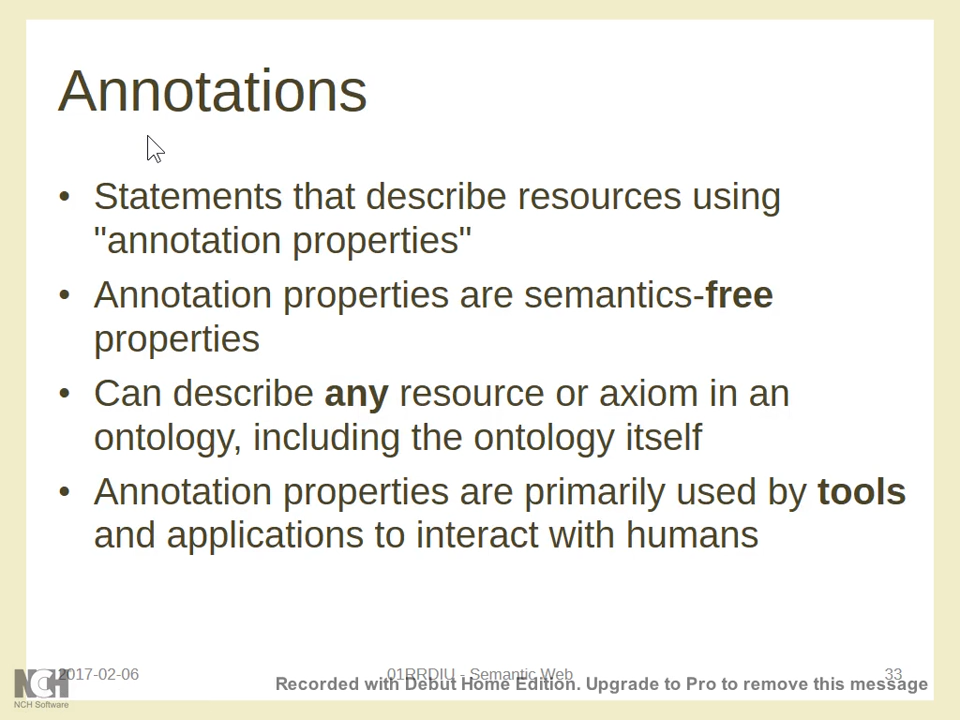 Annotations
• Statements that describe resources using
"annotation properties"
• Annotation properties are semantics-free
properties
• Can describe any resource or axiom in an
ontology, including the ontology itself
• Annotation properties are primarily used by tools
and applications to interact with humans
2017-02-06
01RRDIU - Semantic Web
33
NCH
NCH Software
Recorded with Debut Home Edition. Upgrade to Pro to remove this message